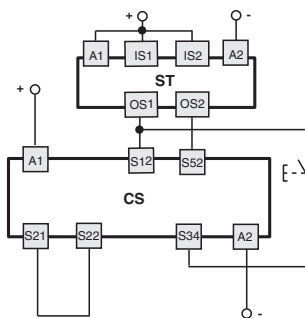 + -
A1 IS1 IS2 A2
ST
OS1 OS2
+
A1 S12 S52
CS
S21 S22 S34 A2
-